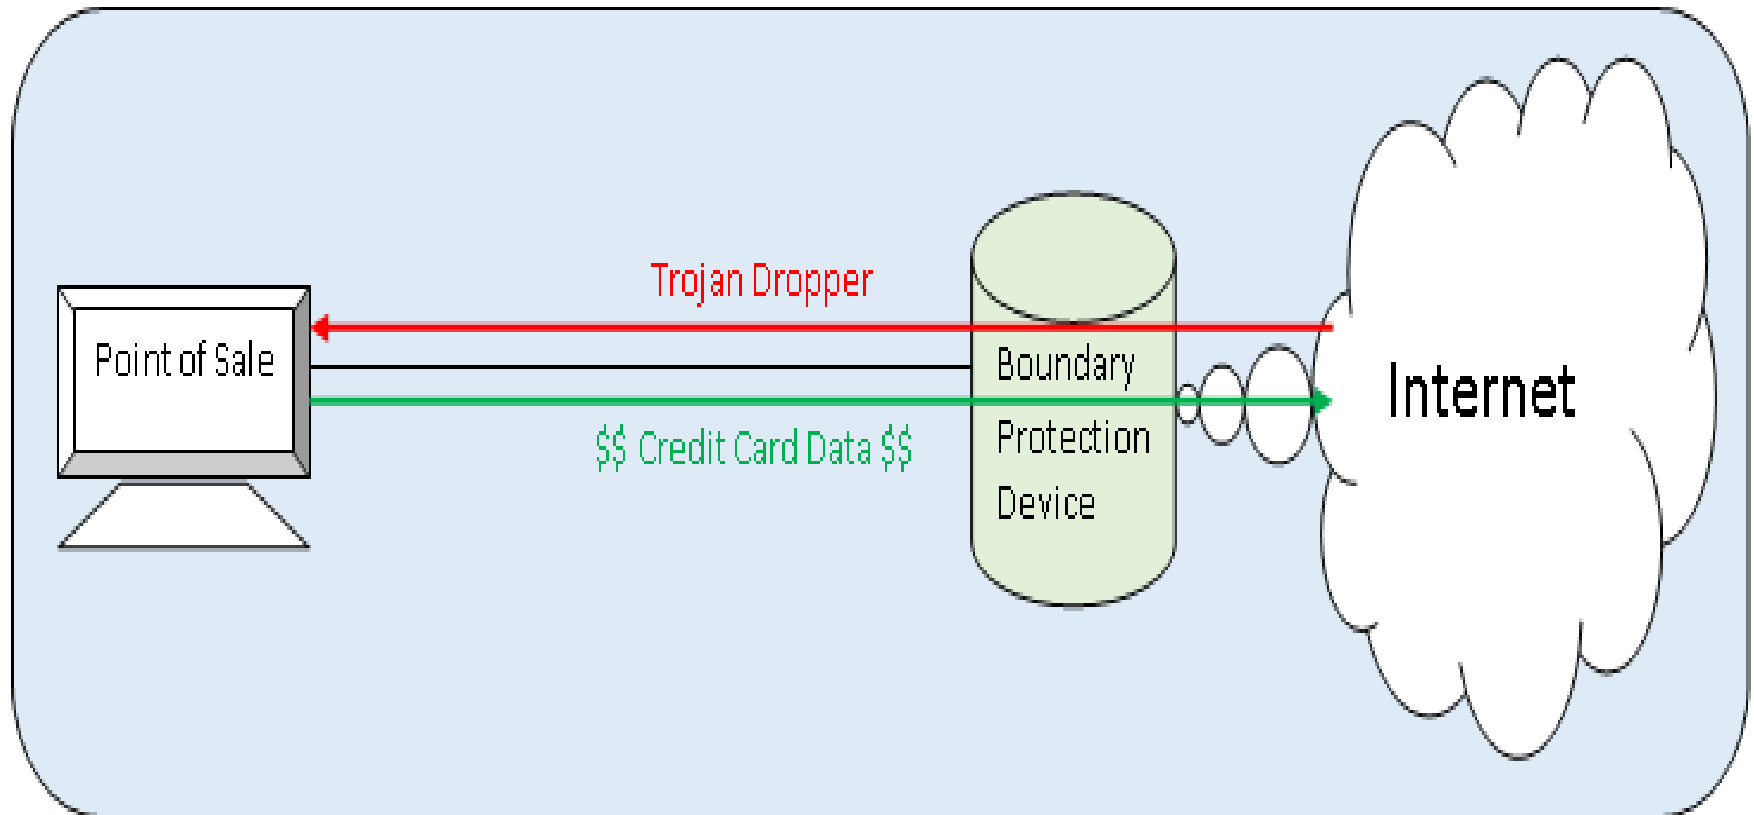 Trojan Dropper
Point of Sale
Boundary
Protection
Device
$$ Credit Card Data $$
Internet